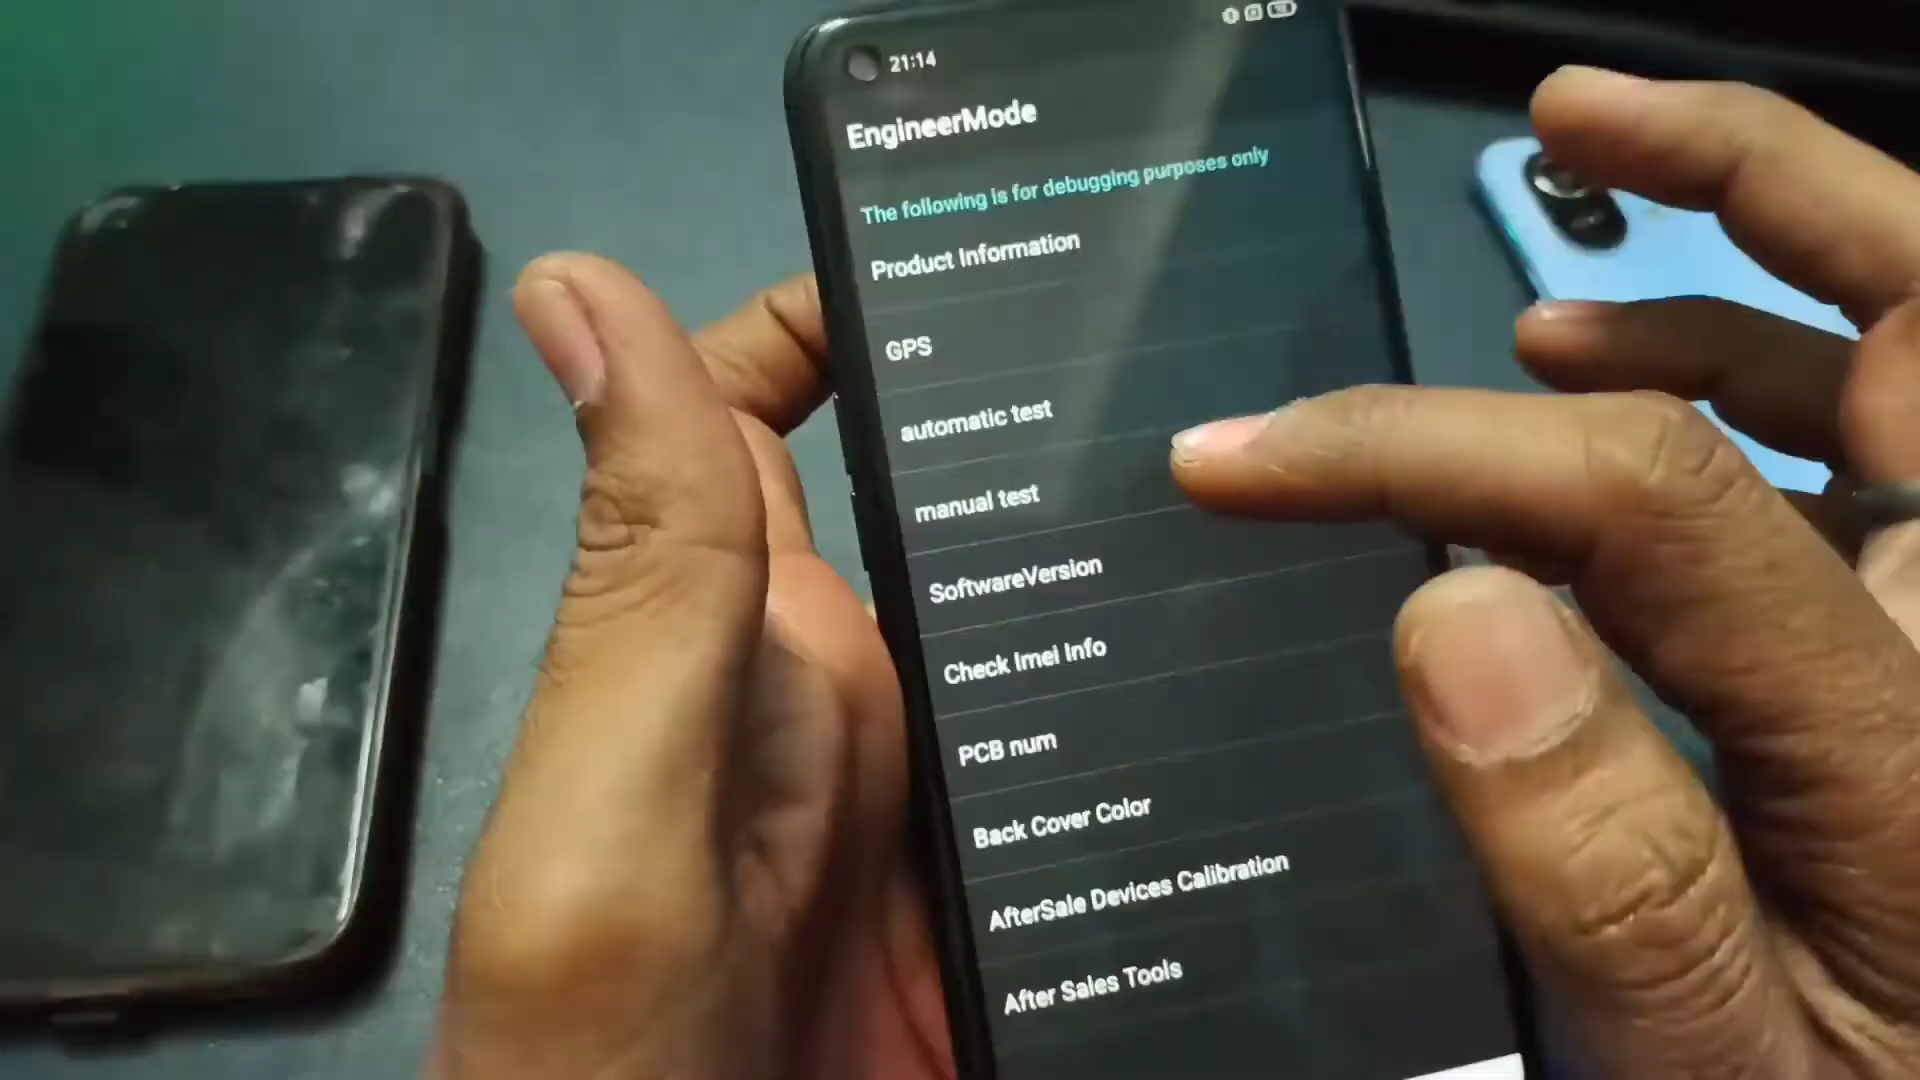 21:14
EngineerMode
The following is for debugging purposes only
Product Information
GPS
automatic test
manual test
SoftwareVersion
Check Imei Info
PCB num
Back Cover Color
AfterSale Devices Calibration
After Sales Tools